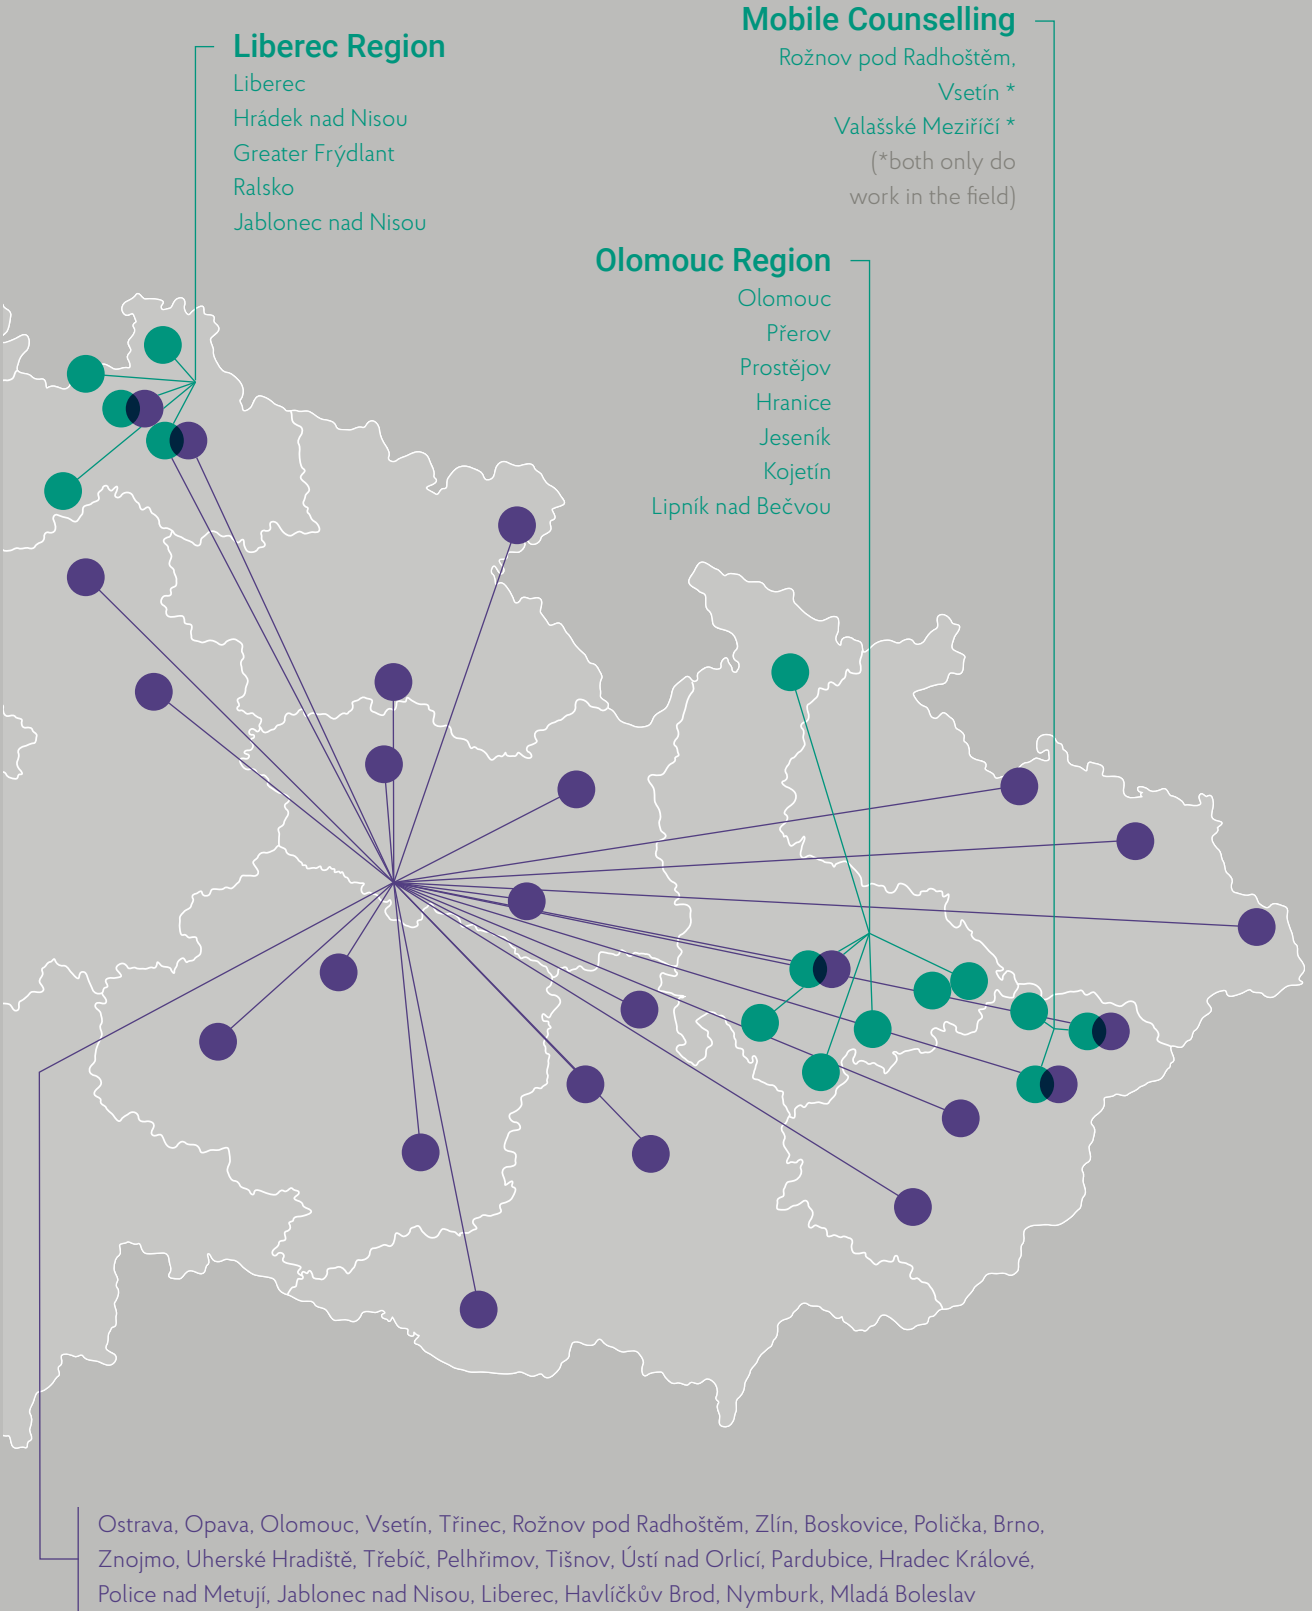 Liberec Region
Liberec
Hrádek nad Nisou
Greater Frýdlant
Ralsko
Jablonec nad Nisou
Mobile Counselling
Rožnov pod Radhoštěm,
Vsetín *
Valašské Meziříčí *
(*both only do
work in the field)
Olomouc Region
Olomouc
Přerov
Prostějov
Hranice
Jeseník
Kojetín
Lipník nad Bečvou
Ostrava, Opava, Olomouc, Vsetín, Třinec, Rožnov pod Radhoštěm, Zlín, Boskovice, Polička, Brno,
Znojmo, Uherské Hradiště, Třebíč, Pelhřimov, Tišnov, Ústí nad Orlicí, Pardubice, Hradec Králové,
Police nad Metují, Jablonec nad Nisou, Liberec, Havlíčkův Brod, Nymburk, Mladá Boleslav